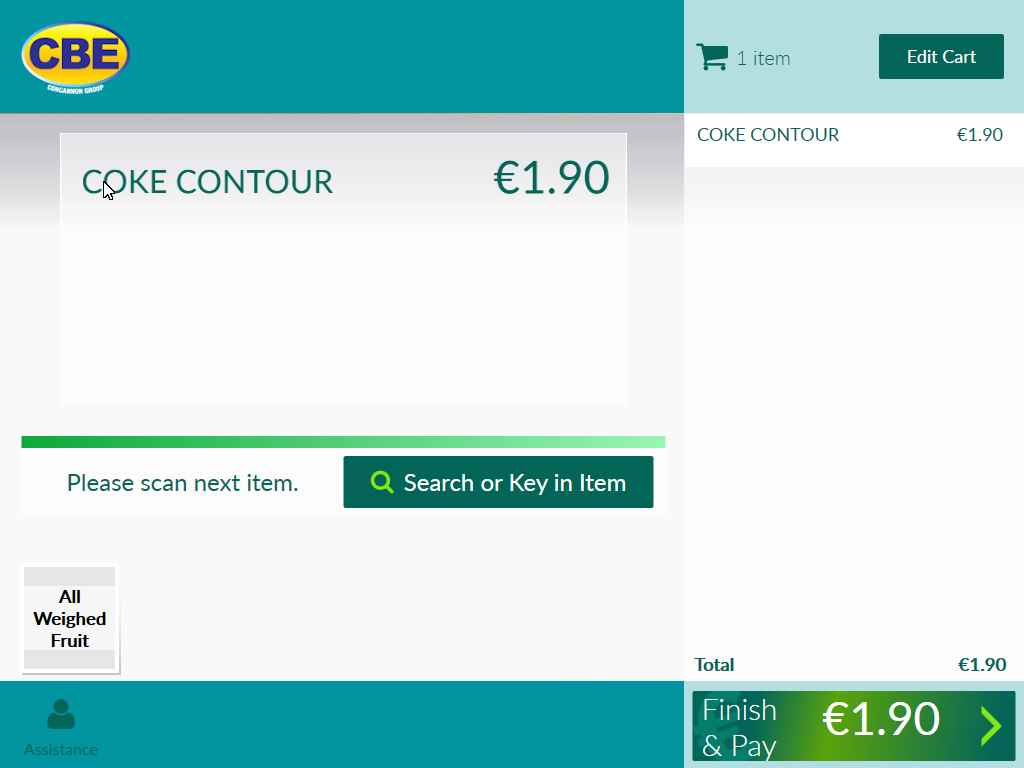 CBE
CONCANNON GROUP
1 item
Edit Cart
COKE CONTOUR €1.90
COKE CONTOUR €1.90
Please scan next item.
Search or Key in Item
All
Weighed
Fruit
Total €1.90
Assistance
Finish
& Pay
€1.90